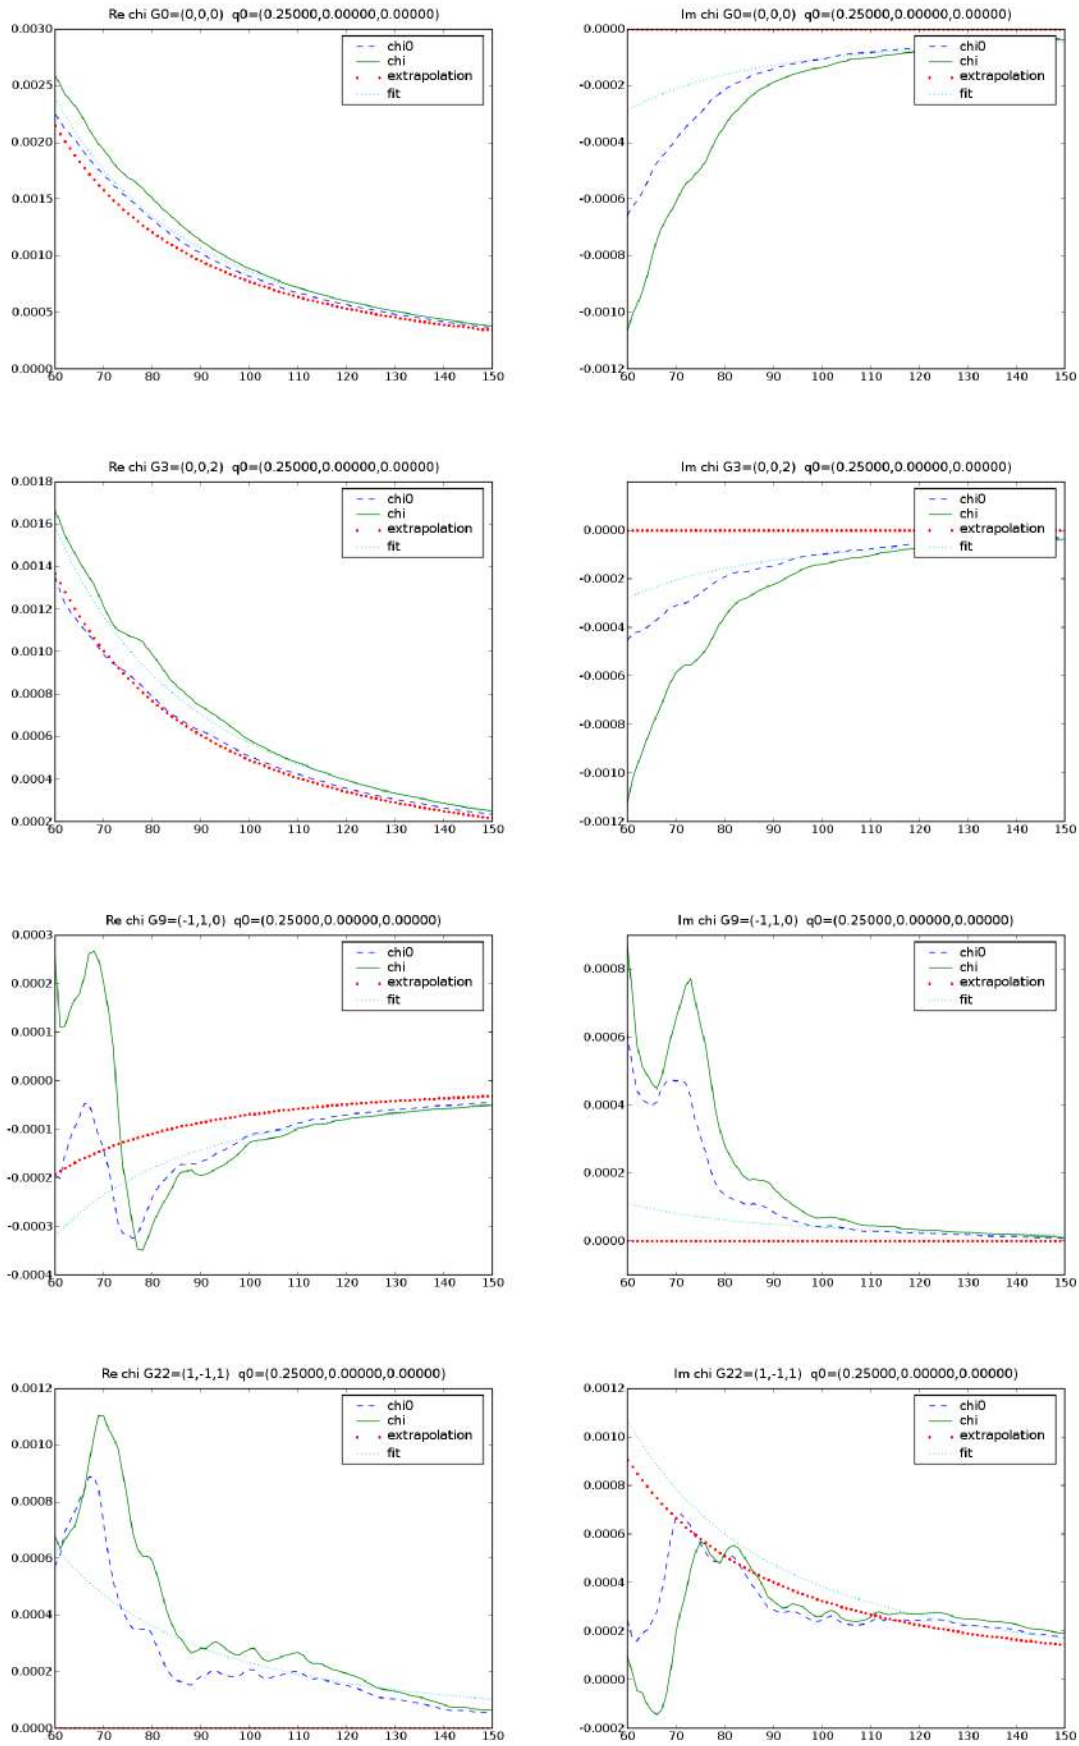 Re chi G0=(0,0,0) q0=(0.25000,0.00000,0.00000)
0.0030
0.0025
0.0020
0.0015
0.0010
0.0005
0.0000
60 70 80 90 100 110 120 130 140 150
chi0
chi
extrapolation
fit
Im chi G0=(0,0,0) q0=(0.25000,0.00000,0.00000)
0.0000
-0.0002
-0.0004
-0.0006
-0.0008
-0.0010
-0.0012
60 70 80 90 100 110 120 130 140 150
chi0
chi
extrapolation
fit
Re chi G3=(0,0,2) q0=(0.25000,0.00000,0.00000)
0.0018
0.0016
0.0014
0.0012
0.0010
0.0008
0.0006
0.0004
0.0002
60 70 80 90 100 110 120 130 140 150
chi0
chi
extrapolation
fit
Im chi G3=(0,0,2) q0=(0.25000,0.00000,0.00000)
0.0000
-0.0002
-0.0004
-0.0006
-0.0008
-0.0010
-0.0012
60 70 80 90 100 110 120 130 140 150
chi0
chi
extrapolation
fit
Re chi G9=(-1,1,0) q0=(0.25000,0.00000,0.00000)
0.0003
0.0002
0.0001
0.0000
-0.0001
-0.0002
-0.0003
-0.0004
60 70 80 90 100 110 120 130 140 150
chi0
chi
extrapolation
fit
Im chi G9=(-1,1,0) q0=(0.25000,0.00000,0.00000)
0.0008
0.0006
0.0004
0.0002
0.0000
60 70 80 90 100 110 120 130 140 150
chi0
chi
extrapolation
fit
Re chi G22=(1,-1,1) q0=(0.25000,0.00000,0.00000)
0.0012
0.0010
0.0008
0.0006
0.0004
0.0002
0.0000
60 70 80 90 100 110 120 130 140 150
chi0
chi
extrapolation
fit
Im chi G22=(1,-1,1) q0=(0.25000,0.00000,0.00000)
0.0012
0.0010
0.0008
0.0006
0.0004
0.0002
0.0000
-0.0002
60 70 80 90 100 110 120 130 140 150
chi0
chi
extrapolation
fit